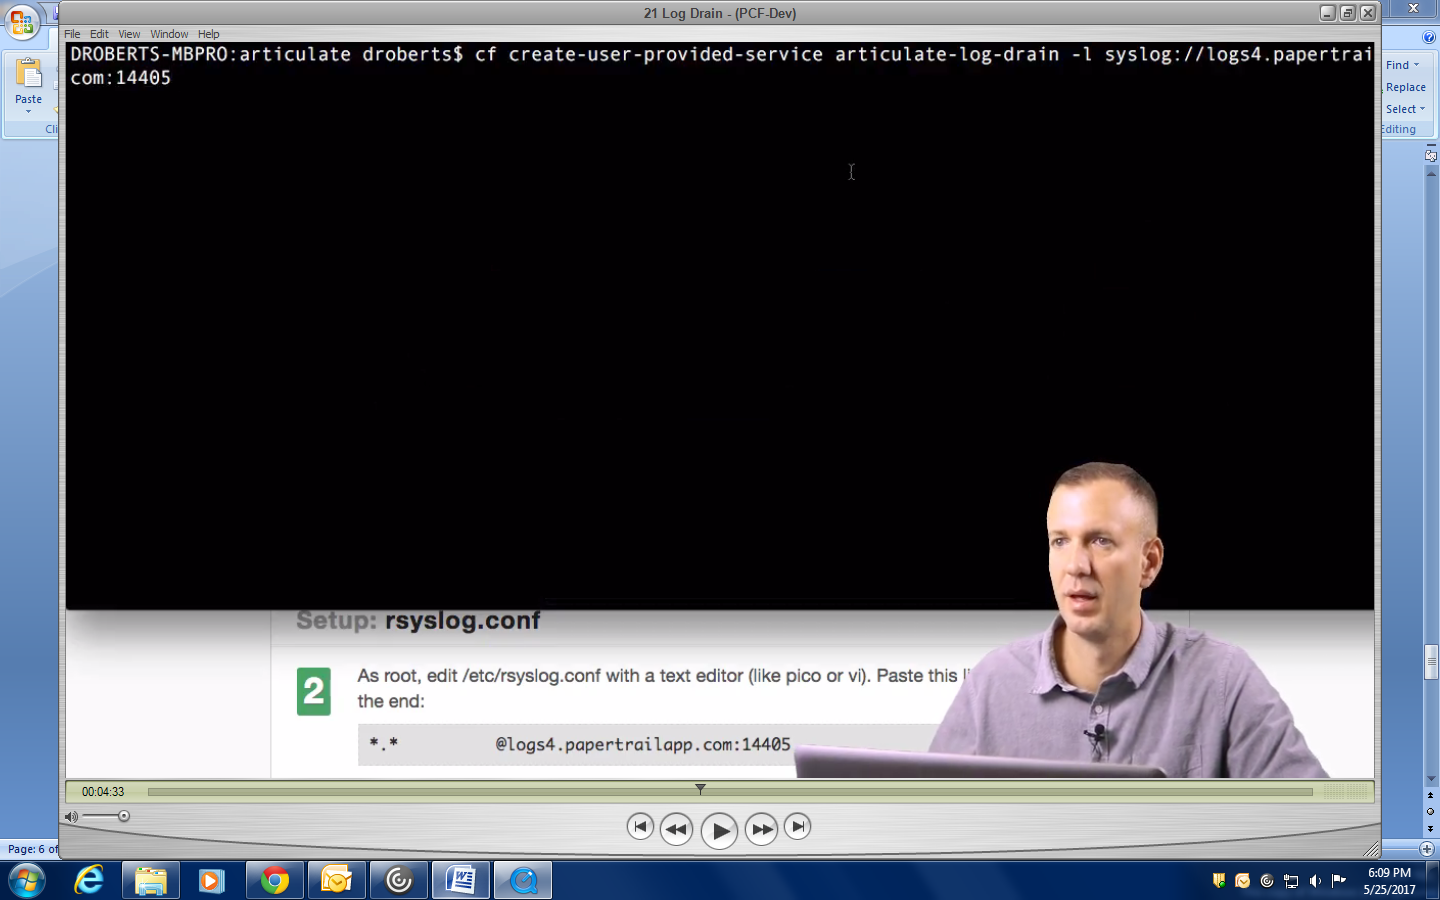 21 Log Drain - (PCF-Dev)
File Edit View Window Help
DROBERTS-MBPRO:articulate droberts$ cf create-user-provided-service articulate-log-drain -l syslog://logs4.papertrai
com:14405
Paste
Find
Replace
Select
Editing
Setup: rsyslog.conf
2
As root, edit /etc/rsyslog.conf with a text editor (like pico or vi). Paste this
the end:
*.* @logs4.papertrailapp.com:14405
00:04:33
Page: 6 of
6:09 PM
5/25/2017